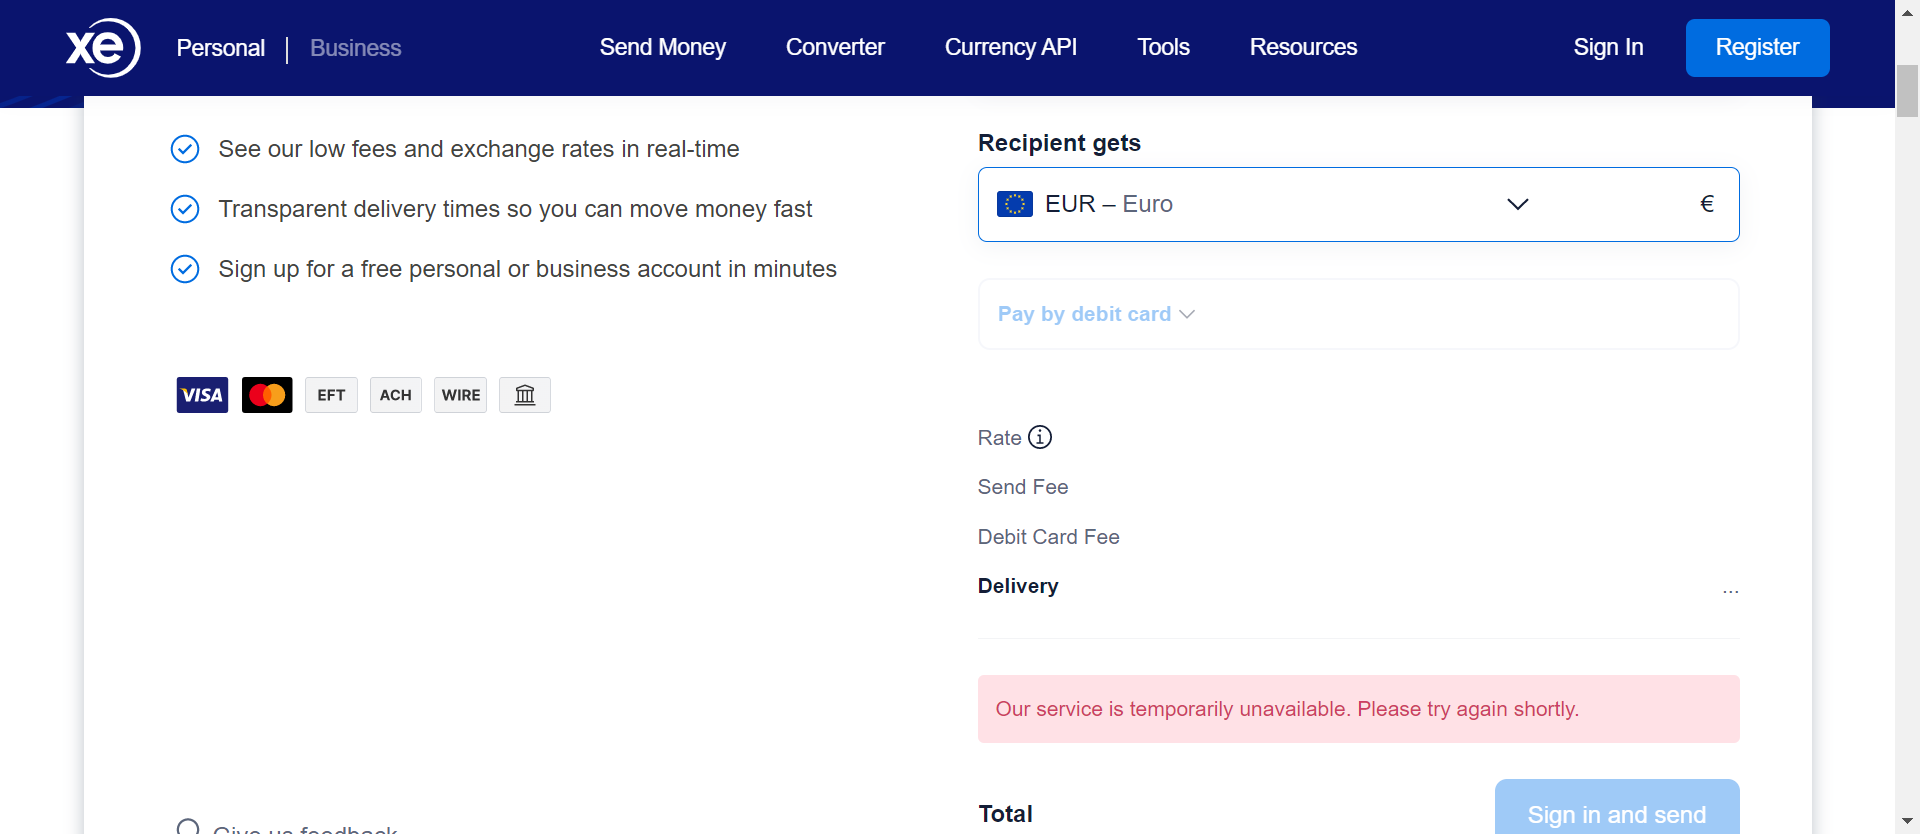 xe Personal Business Send Money Converter Currency API Tools Resources Sign In Register
See our low fees and exchange rates in real-time
Transparent delivery times so you can move money fast
Sign up for a free personal or business account in minutes
VISA EFT ACH WIRE
Give us feedback
Recipient gets
EUR – Euro €
Pay by debit card
Rate
Send Fee
Debit Card Fee
Delivery ...
Our service is temporarily unavailable. Please try again shortly.
Total Sign in and send